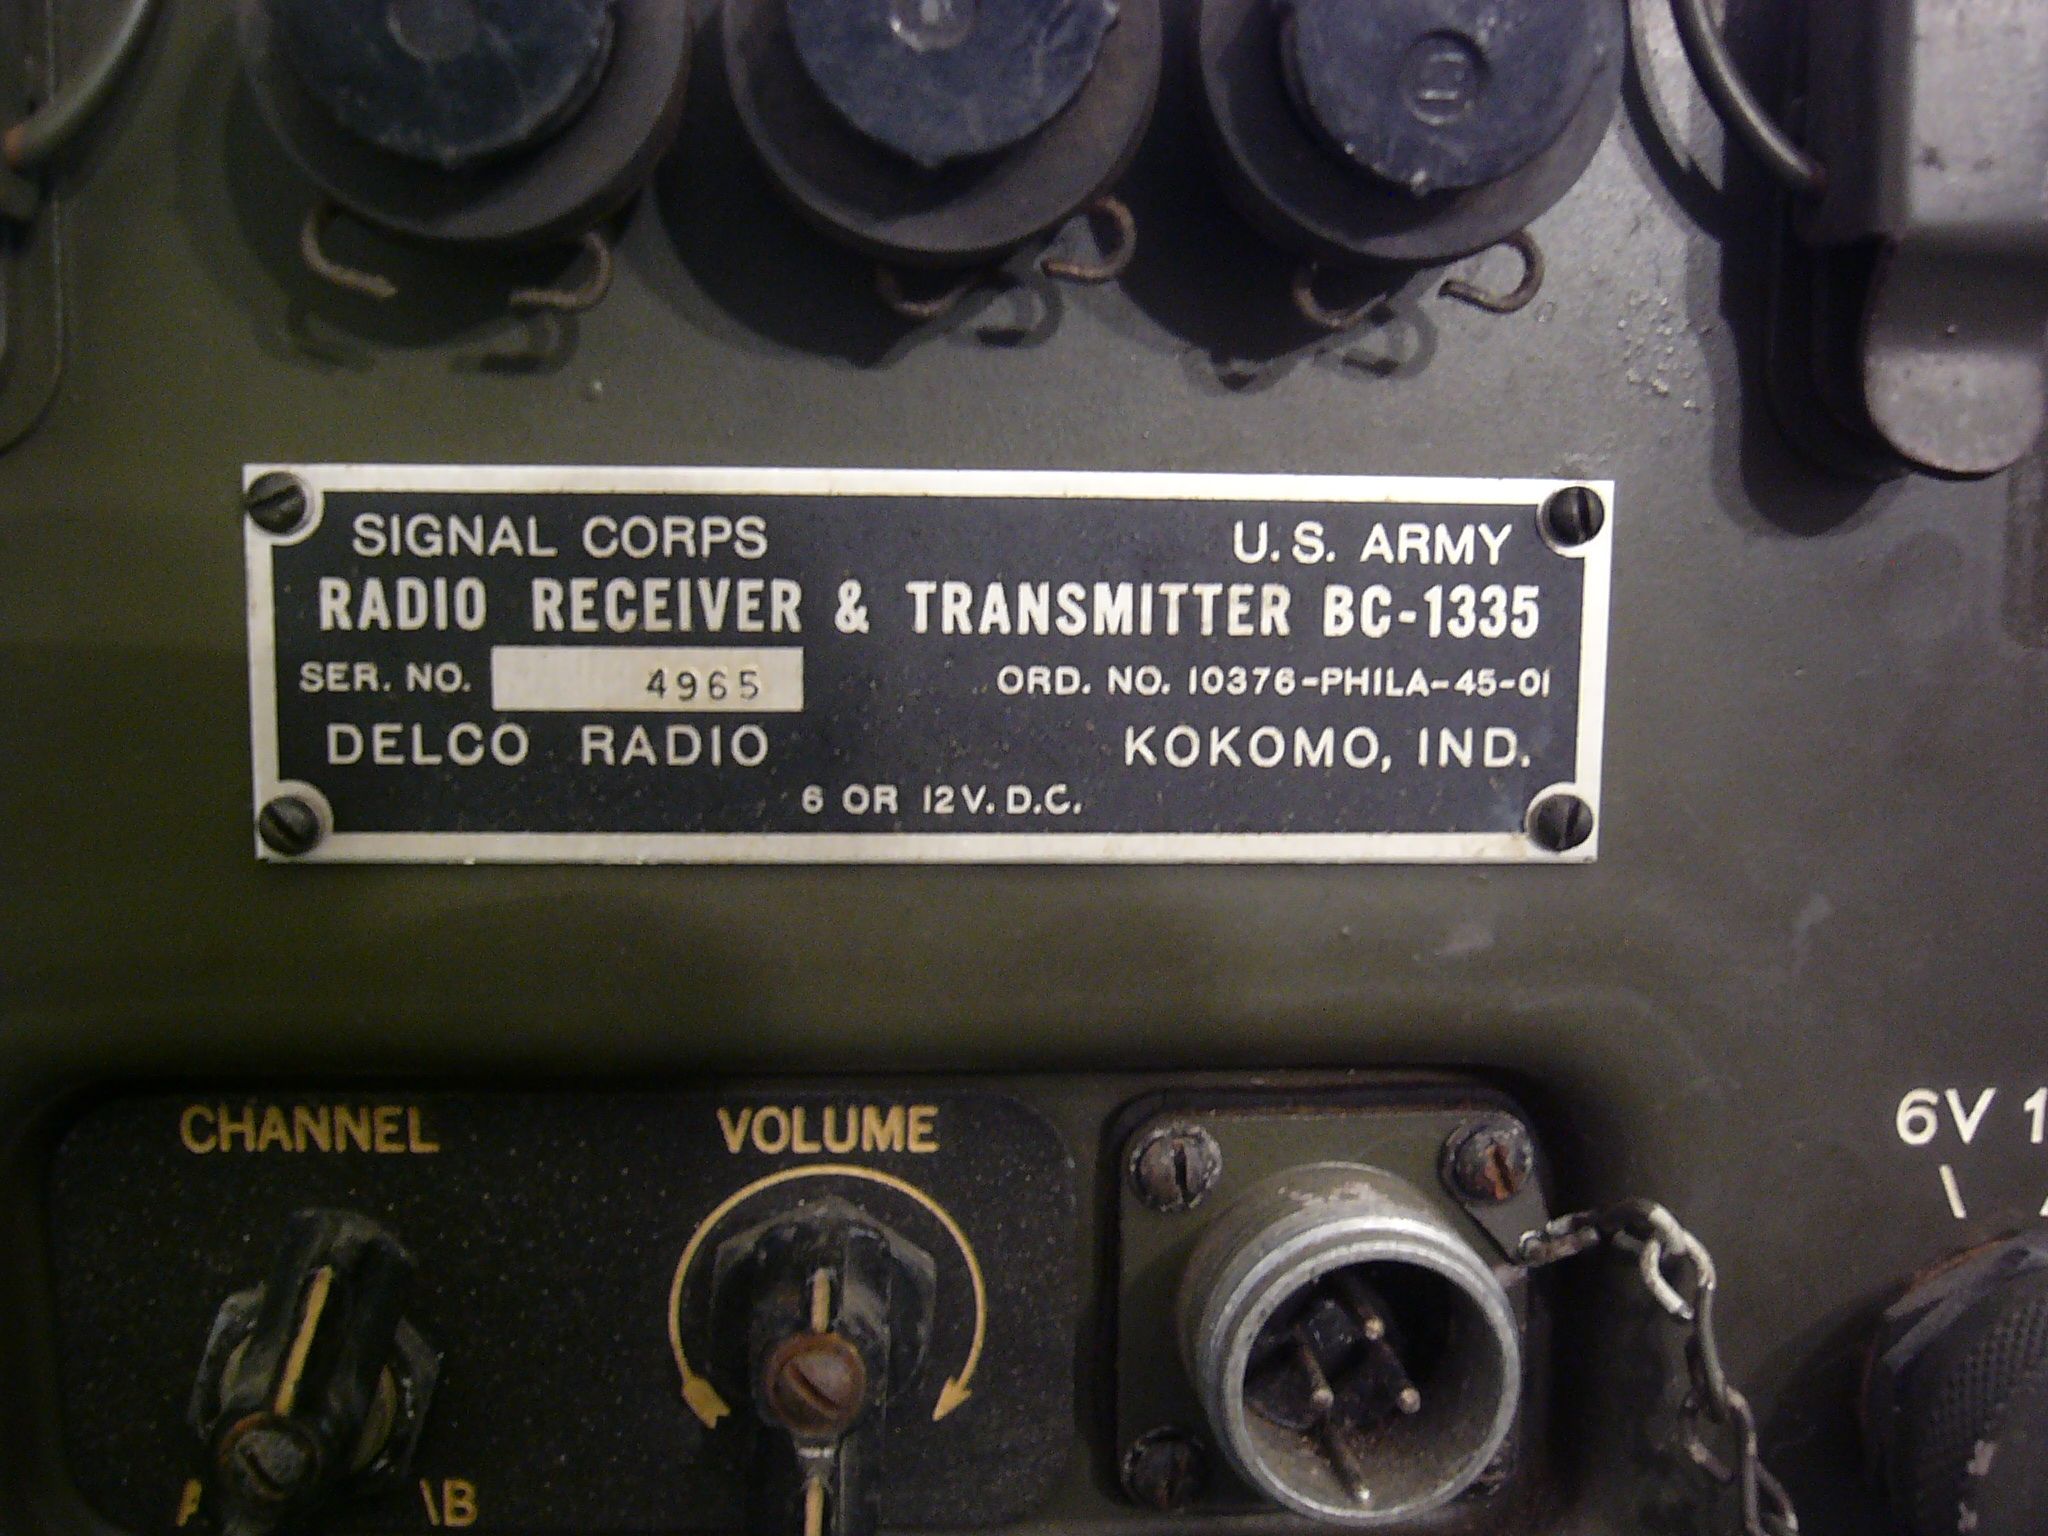 SIGNAL CORPS U.S. ARMY
RADIO RECEIVER & TRANSMITTER BC-1335
SER. NO. 4965 ORD. NO. 10376-PHILA-45-01
DELCO RADIO KOKOMO, IND.
6 OR 12V. D.C.
6V 1
CHANNEL VOLUME
A B